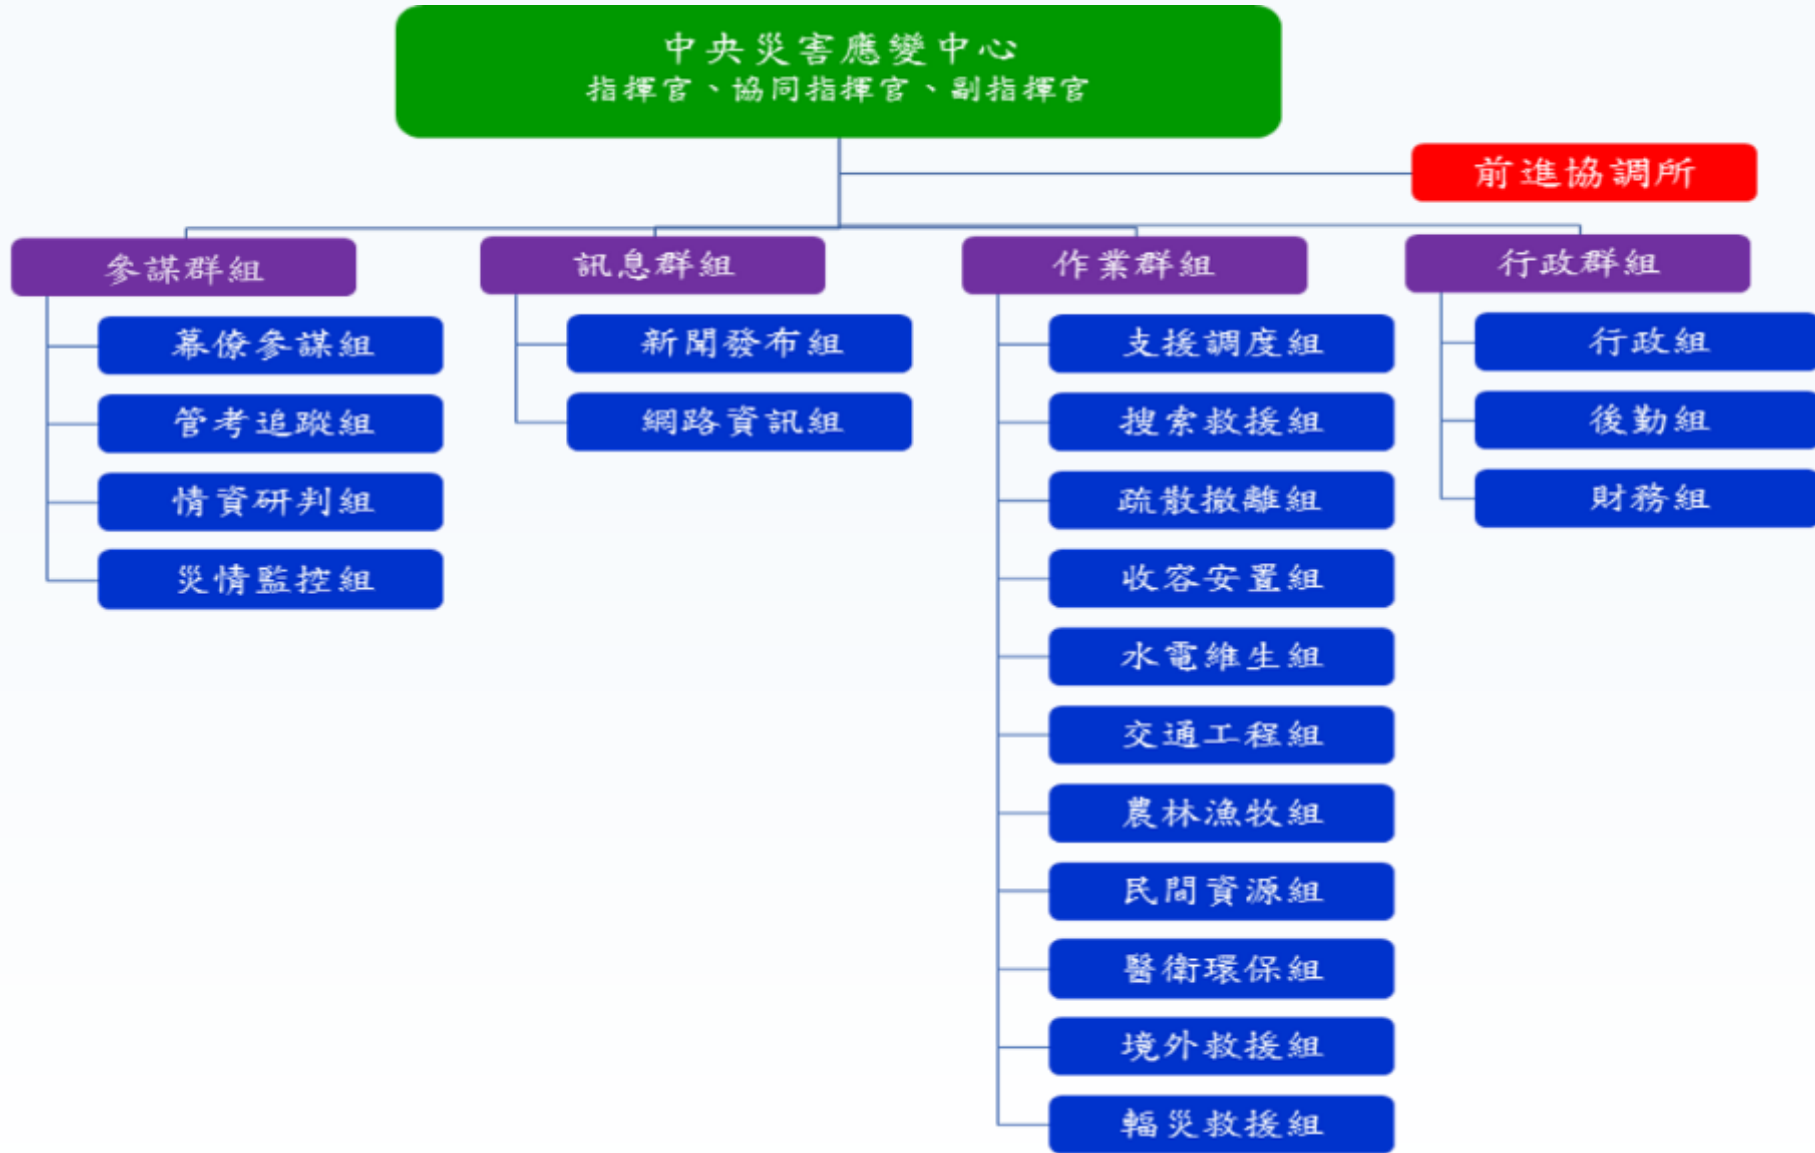 中央災害應變中心
指揮官、協同指揮官、副指揮官
前進協調所
參謀群組
幕僚參謀組
管考追蹤組
情資研判組
災情監控組
訊息群組
新聞發布組
網路資訊組
作業群組
支援調度組
搜索救援組
疏散撤離組
收容安置組
水電維生組
交通工程組
農林漁牧組
民間資源組
醫衛環保組
境外救援組
輻災救援組
行政群組
行政組
後勤組
財務組